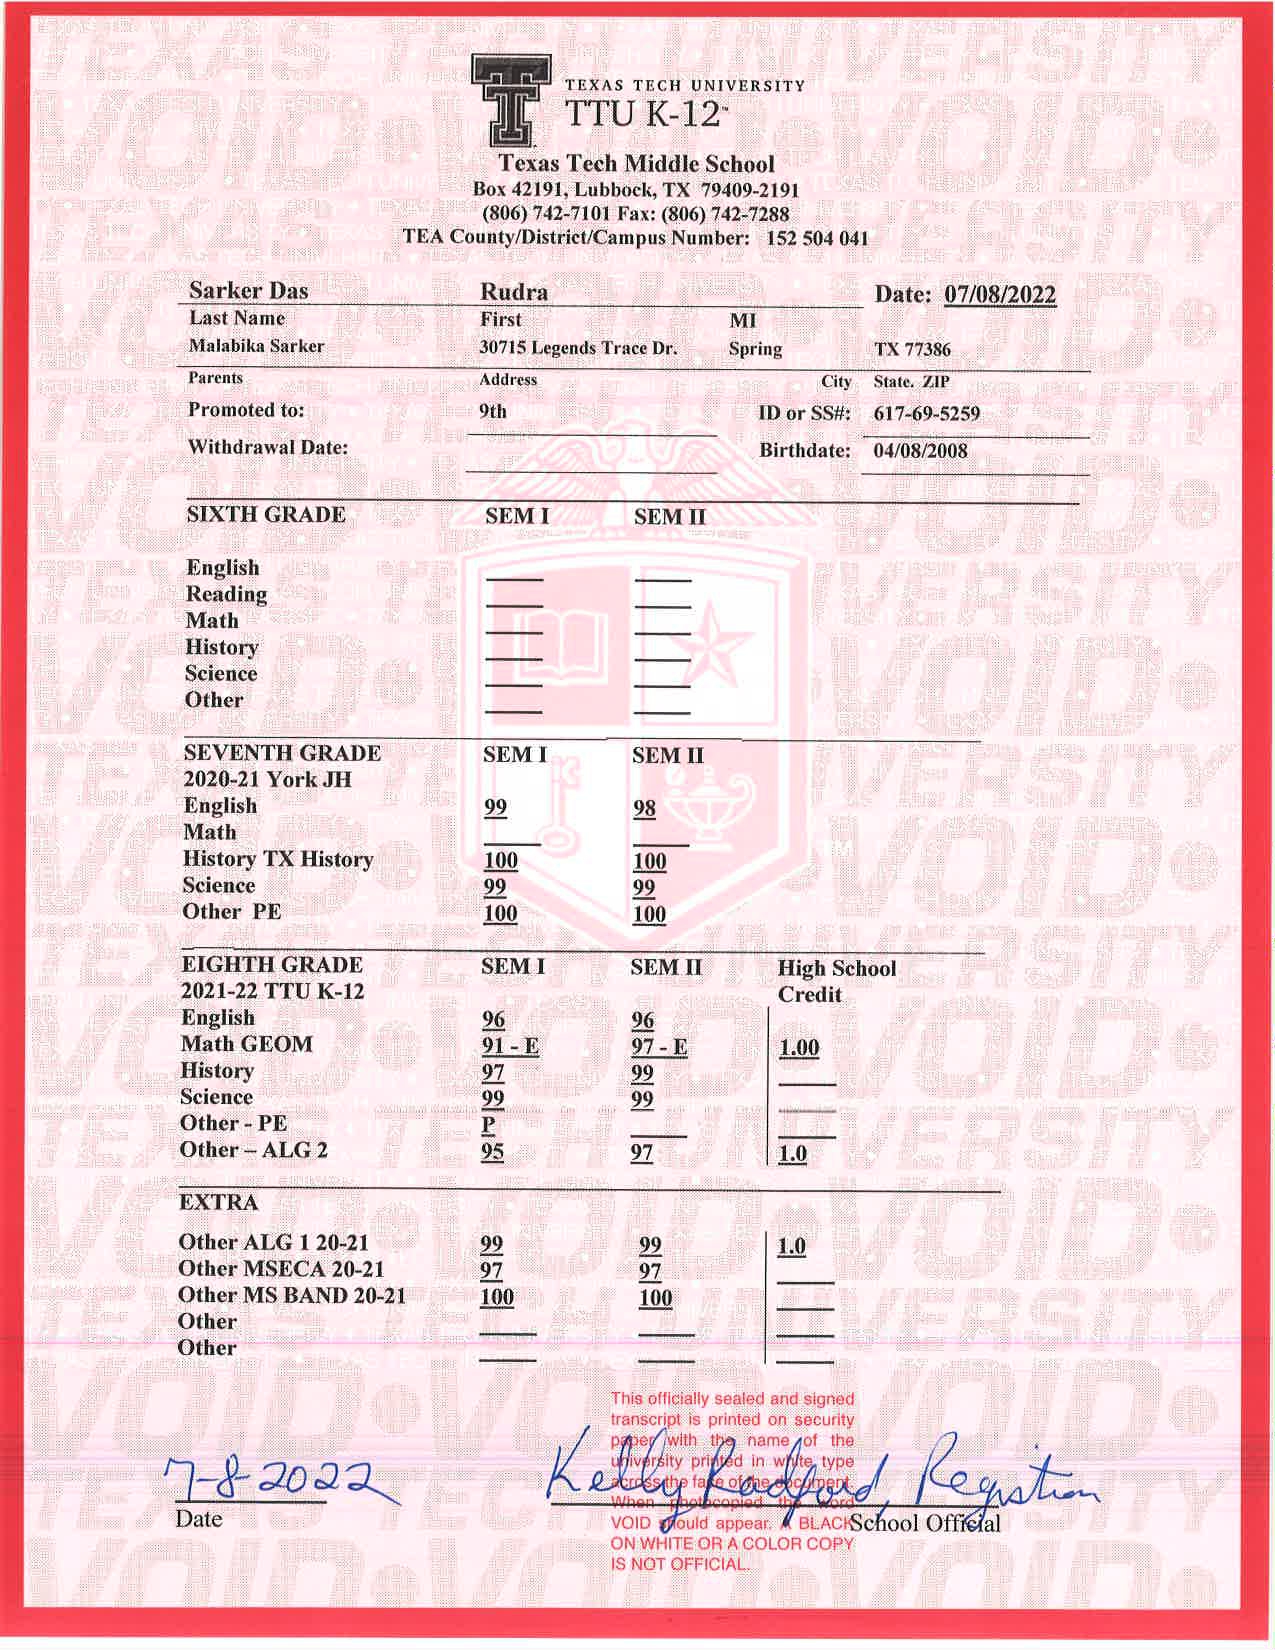 TEXAS TECH UNIVERSITY
TTU K-12™
Texas Tech Middle School
Box 42191, Lubbock, TX 79409-2191
(806) 742-7101 Fax: (806) 742-7288
TEA County/District/Campus Number: 152 504 041
Sarker Das Rudra Date: 07/08/2022
Last Name First MI
Malabika Sarker 30715 Legends Trace Dr. Spring TX 77386
Parents Address City State. ZIP
Promoted to: 9th ID or SS#: 617-69-5259
Withdrawal Date: Birthdate: 04/08/2008
SIXTH GRADE SEM I SEM II
English
Reading
Math
History
Science
Other
SEVENTH GRADE SEM I SEM II
2020-21 York JH
English 99 98
Math
History TX History 100 100
Science 99 99
Other PE 100 100
EIGHTH GRADE SEM I SEM II High School
2021-22 TTU K-12 Credit
English 96 96
Math GEOM 91 - E 97 - E 1.00
History 97 99
Science 99 99
Other - PE P
Other – ALG 2 95 97 1.0
EXTRA
Other ALG 1 20-21 99 99 1.0
Other MSECA 20-21 97 97
Other MS BAND 20-21 100 100
Other
Other
This officially sealed and signed
transcript is printed on security
paper with the name of the
university printed in white type
across the face of the document.
When photocopied the word
VOID should appear. A BLACK
ON WHITE OR A COLOR COPY
IS NOT OFFICIAL.
7-8-2022 Kelly Radford, Registrar
Date School Official